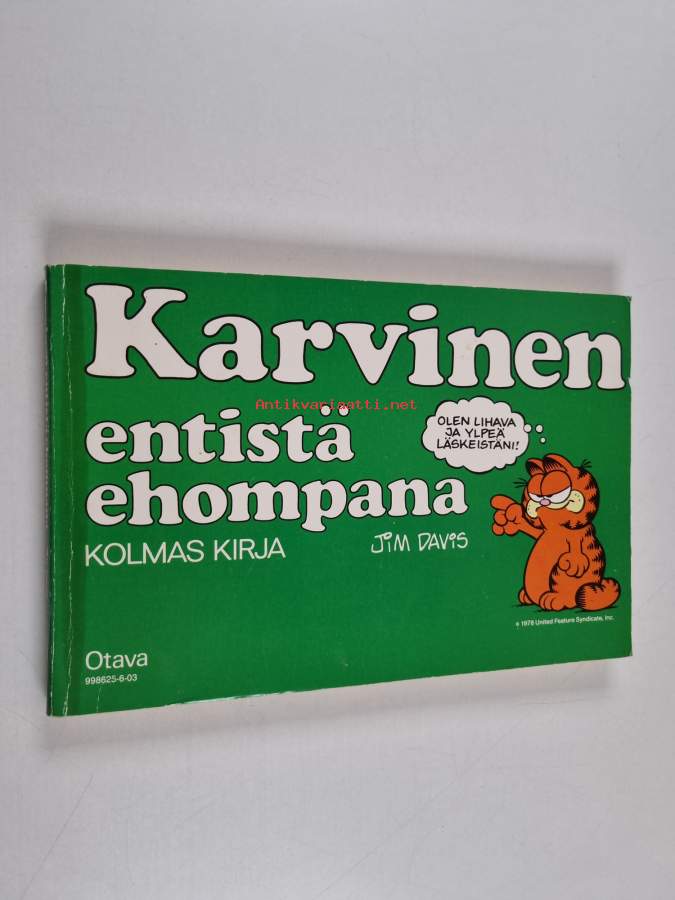 Karvinen
Antikvariaatti.net
entistä
ehompana
OLEN LIHAVA
JA YLPEÄ
LÄSKEISTÄNI!
KOLMAS KIRJA
JIM DAVIS
© 1978 United Feature Syndicate, Inc.
Otava
998625-6-03